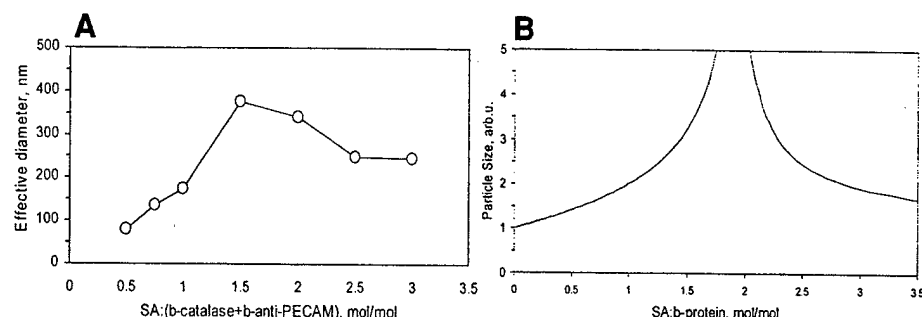 A
B
500
400
300
200
100
0
Effective diameter, nm
0 0.5 1 1.5 2 2.5 3 3.5
SA:(b-catalase+b-anti-PECAM), mol/mol
5
4
3
2
1
0
Particle Size, arb.u.
0 0.5 1 1.5 2 2.5 3 3.5
SA:b-protein, mol/mol